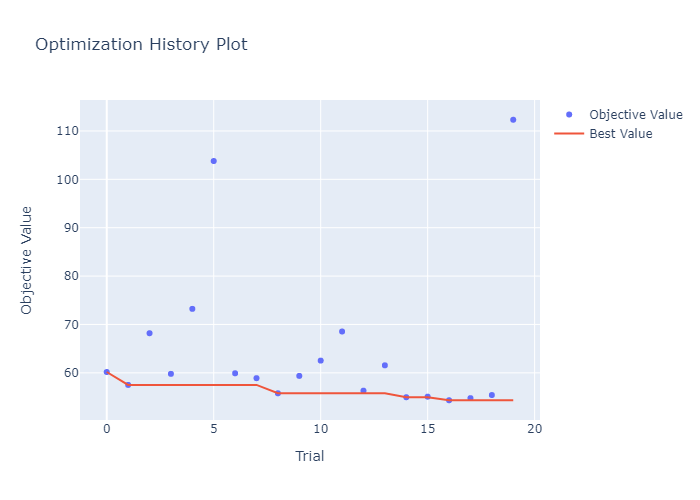 Optimization History Plot
Objective Value
Best Value
110
100
90
80
70
60
Objective Value
0
5
10
15
20
Trial